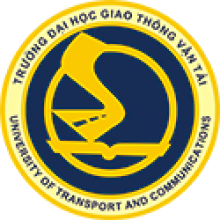 TRƯỜNG ĐẠI HỌC GIAO THÔNG VẬN TẢI
UNIVERSITY OF TRANSPORT AND COMMUNICATIONS